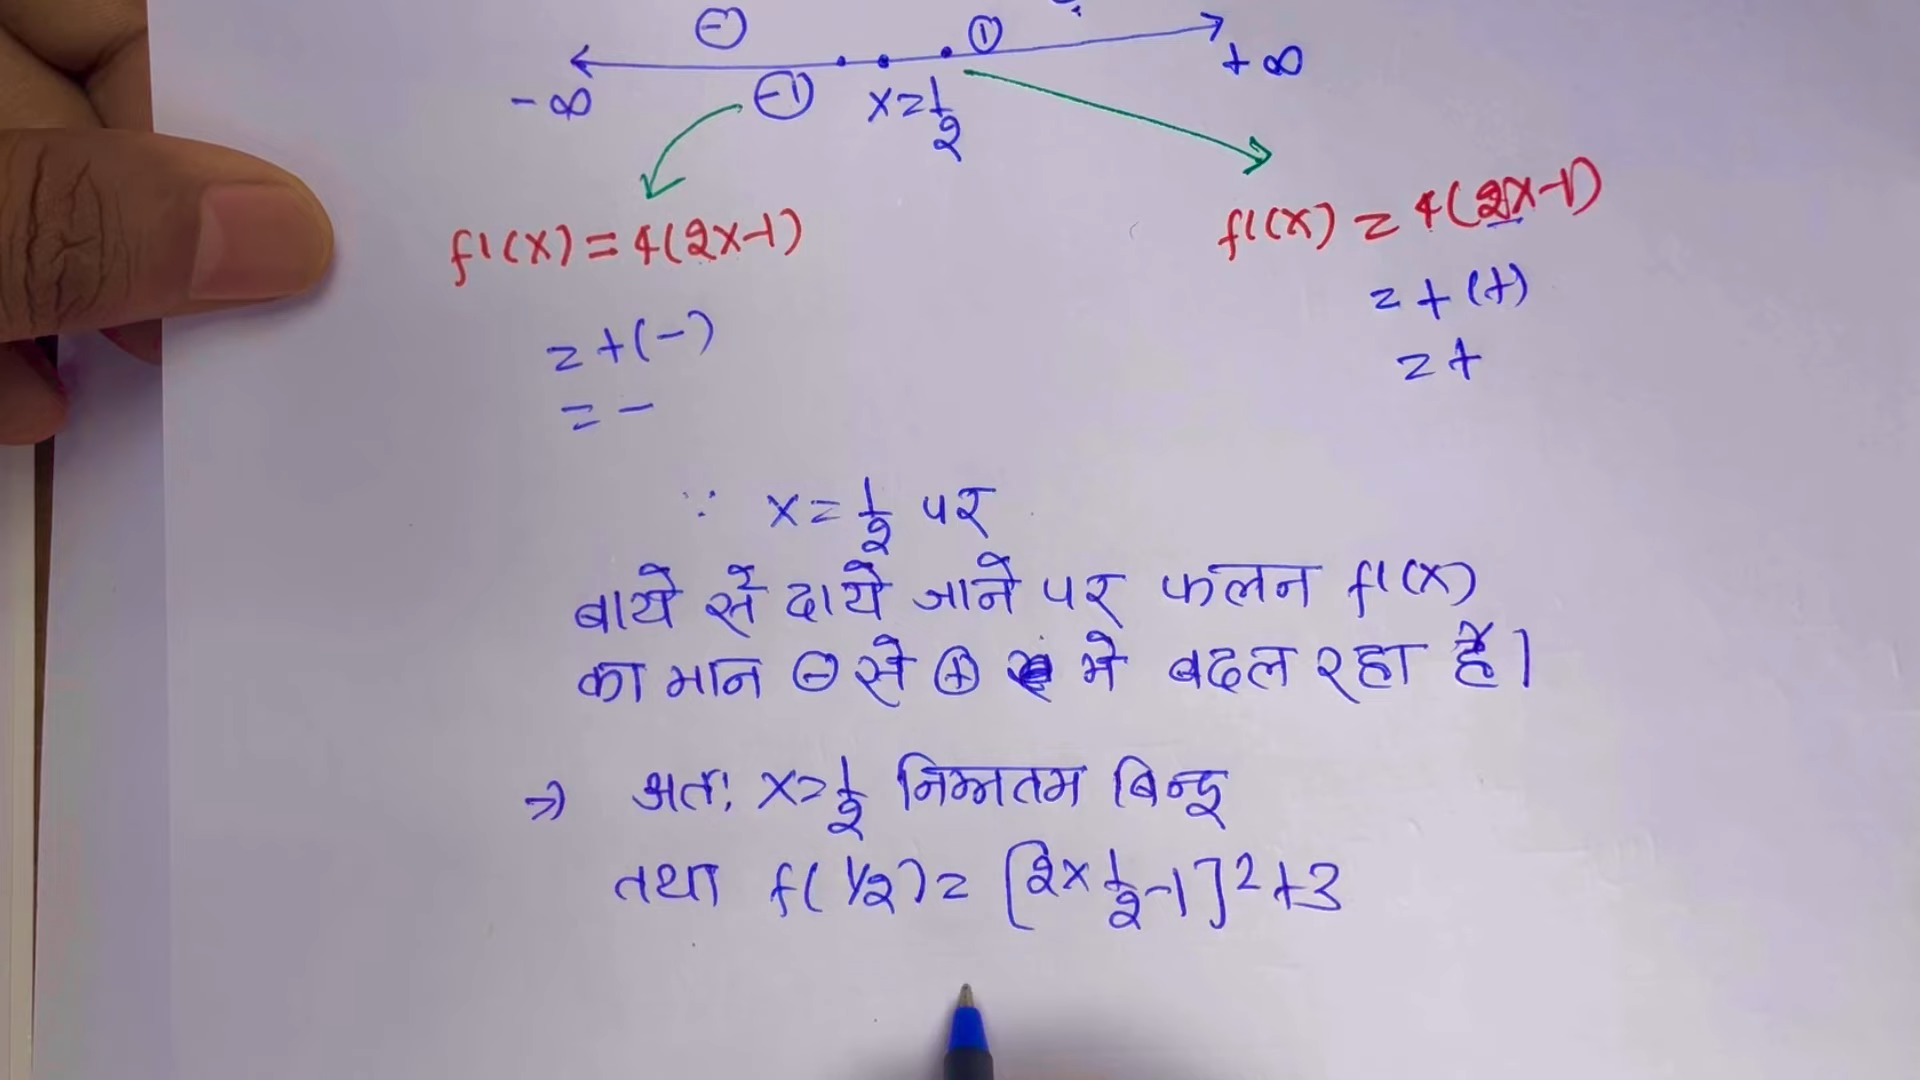 ⊖ ①
-∞ ⊖1 x=1/2 +∞
f'(x)=4(2x-1) f'(x)=4(2x-1)
=+(-) =+(+)
=- =+
∵ x=1/2 पर
बाये सें दाये जाने पर फलन f'(x)
का मान ⊖ से ⊕ मे बदल रहा हैं।
⇒ अतः x=1/2 निम्नतम बिन्दू
तथा f(1/2)=[2×1/2-1]²+3